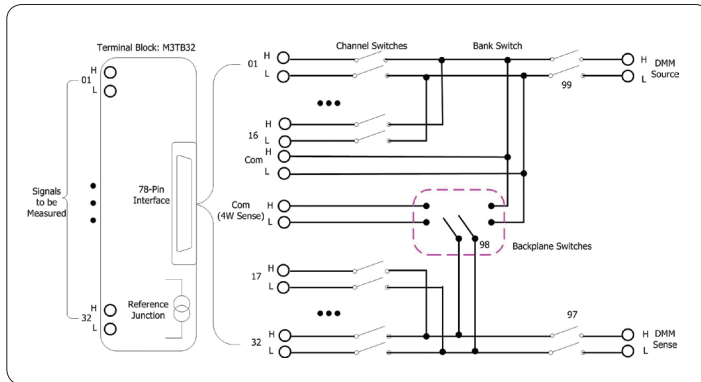 Terminal Block: M3TB32
H
01
L
Signals
to be
Measured
78-Pin
Interface
Reference
Junction
H
32
L
Channel Switches
Bank Switch
01
H
L
16
H
L
H
Com
L
Com
(4W Sense)
H
L
17
H
L
32
H
L
99
H
L
DMM
Source
98
Backplane Switches
97
H
L
DMM
Sense